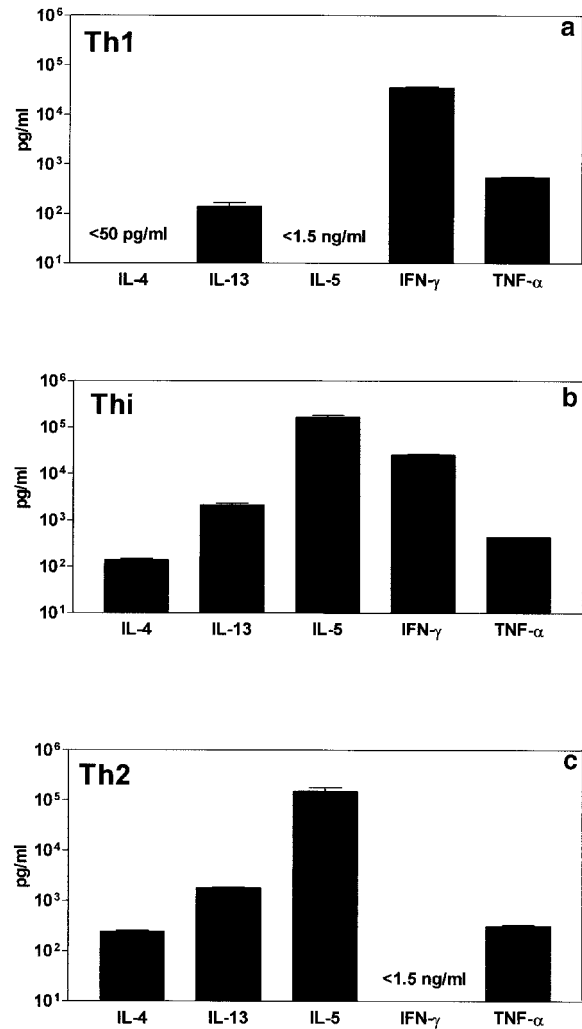 a
Th1
10⁶
10⁵
10⁴
10³
10²
10¹
pg/ml
<50 pg/ml
<1.5 ng/ml
IL-4 IL-13 IL-5 IFN-γ TNF-α
b
Thi
10⁶
10⁵
10⁴
10³
10²
10¹
pg/ml
IL-4 IL-13 IL-5 IFN-γ TNF-α
c
Th2
10⁶
10⁵
10⁴
10³
10²
10¹
pg/ml
<1.5 ng/ml
IL-4 IL-13 IL-5 IFN-γ TNF-α